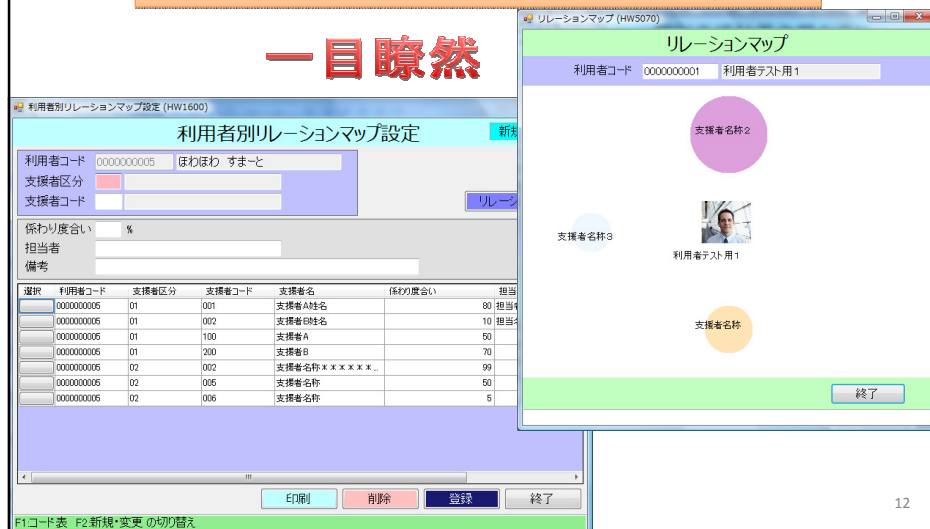 一目瞭然
利用者別リレーションマップ設定 (HW1600)
利用者別リレーションマップ設定
利用者コード 0000000005 ほわほわ すまーと
支援者区分
支援者コード
係わり度合い %
担当者
備考
選択 利用者コード 支援者区分 支援者コード 支援者名 係わり度合い 担当
0000000005 01 001 支援者A姓名 80 担当
0000000005 01 002 支援者B姓名 10 担当
0000000005 01 100 支援者A 50
0000000005 01 200 支援者B 70
0000000005 02 002 支援者名称＊＊＊＊＊＊...
99
0000000005 02 005 支援者名称 50
0000000005 02 006 支援者名称 5
印刷 削除 登録 終了
F1:コード表 F2:新規・変更 の切り替え
リレーションマップ (HW5070)
リレーションマップ
利用者コード 0000000001 利用者テスト用1
支援者名称2
支援者名称3
利用者テスト用1
支援者名称
終了
12